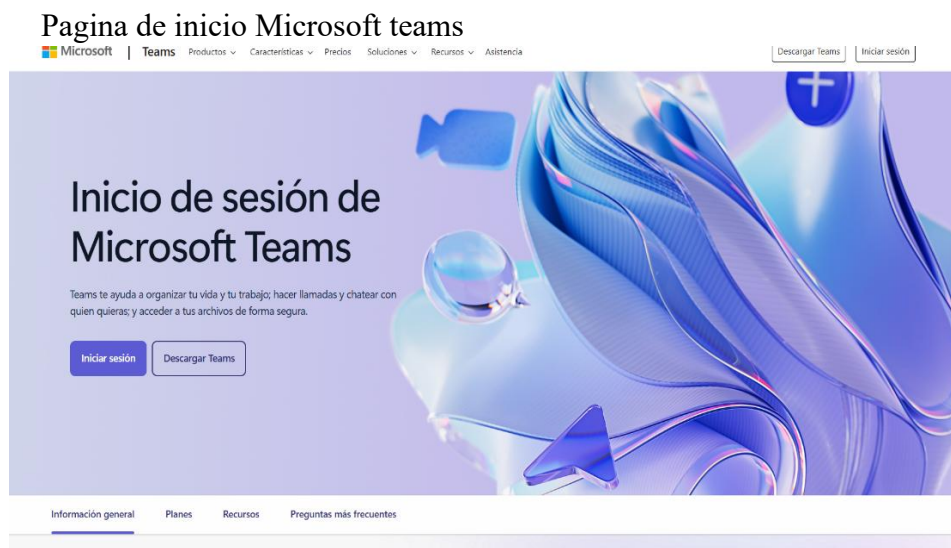 Pagina de inicio Microsoft teams
Microsoft | Teams Productos Características Precios Soluciones Recursos Asistencia Descargar Teams Iniciar sesión
Inicio de sesión de
Microsoft Teams
Teams te ayuda a organizar tu vida y tu trabajo; hacer llamadas y chatear con
quien quieras; y acceder a tus archivos de forma segura.
Iniciar sesión Descargar Teams
Información general Planes Recursos Preguntas más frecuentes